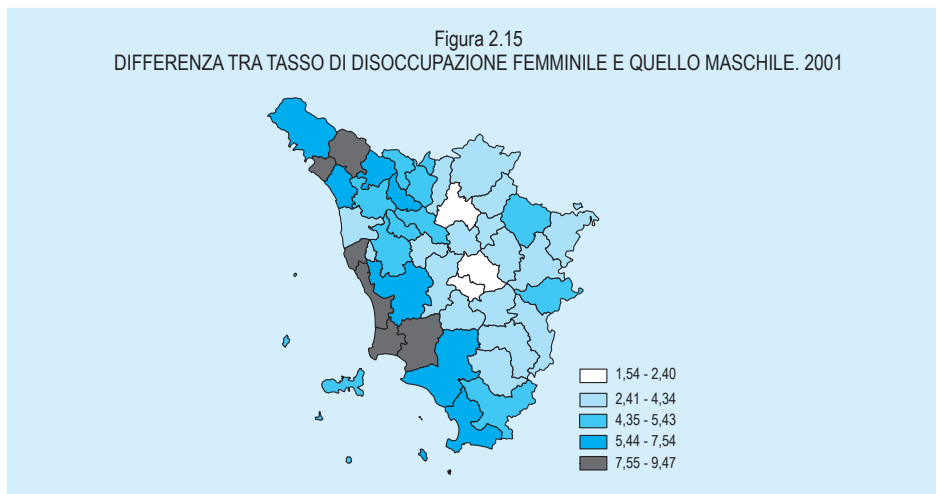 Figura 2.15
DIFFERENZA TRA TASSO DI DISOCCUPAZIONE FEMMINILE E QUELLO MASCHILE. 2001
1,54 - 2,40
2,41 - 4,34
4,35 - 5,43
5,44 - 7,54
7,55 - 9,47